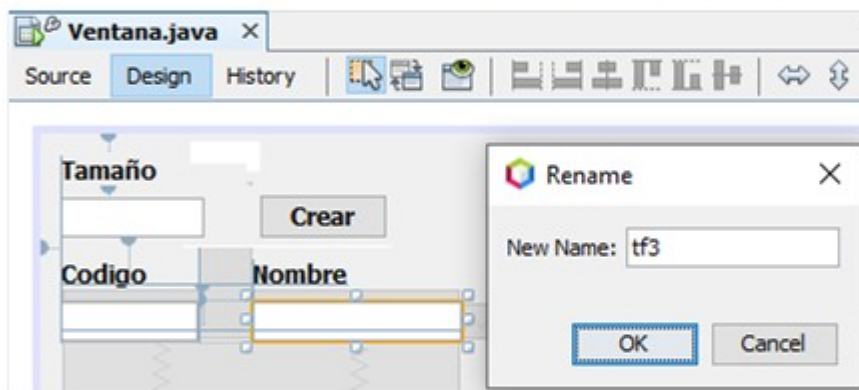 Ventana.java ×
Source Design History
Tamaño
Crear
Codigo Nombre
Rename
New Name: tf3
OK Cancel